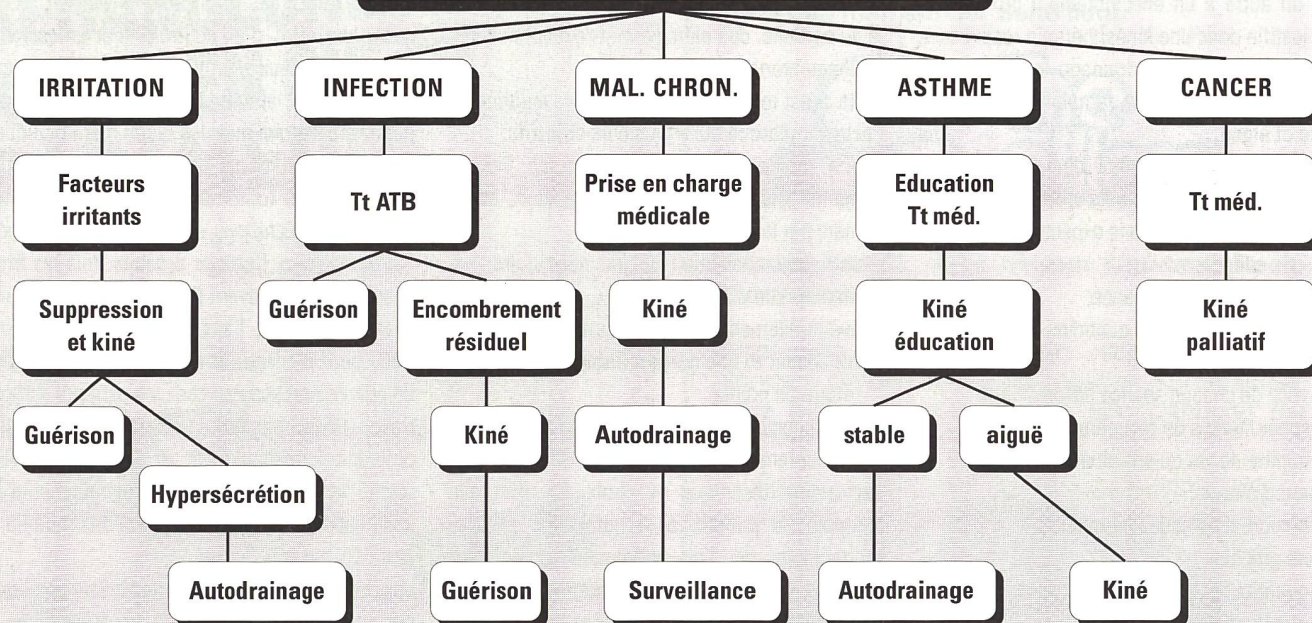 IRRITATION
INFECTION
MAL. CHRON.
ASTHME
CANCER
Facteurs
irritants
Tt ATB
Prise en charge
médicale
Education
Tt méd.
Tt méd.
Suppression
et kiné
Guérison
Encombrement
résiduel
Kiné
Kiné
éducation
Kiné
palliatif
Guérison
Kiné
Autodrainage
stable
aiguë
Hypersécrétion
Autodrainage
Guérison
Surveillance
Autodrainage
Kiné